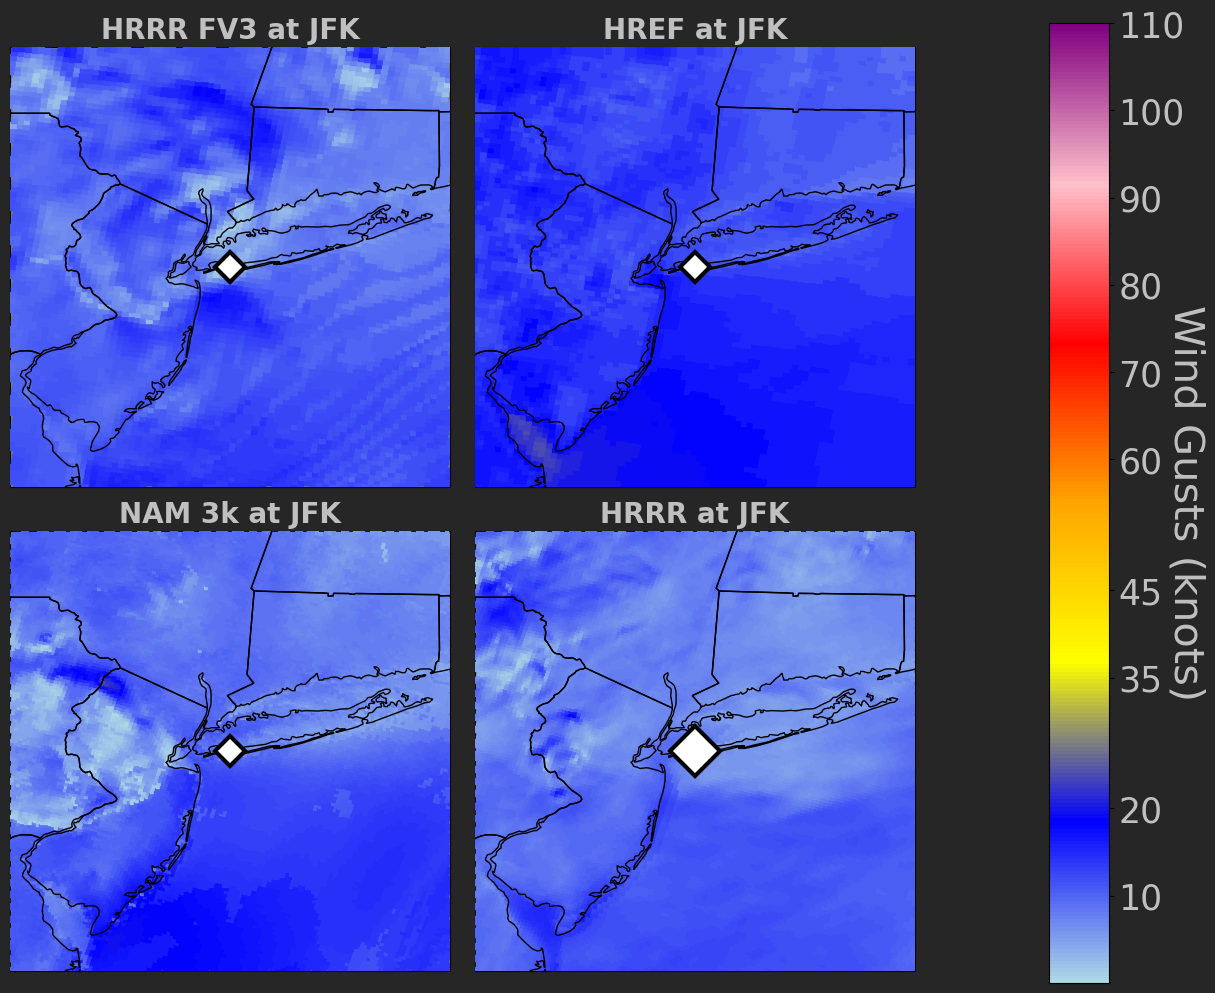 HRRR FV3 at JFK
HREF at JFK
NAM 3k at JFK
HRRR at JFK
110
100
90
80
70
60
45
35
20
10
Wind Gusts (knots)